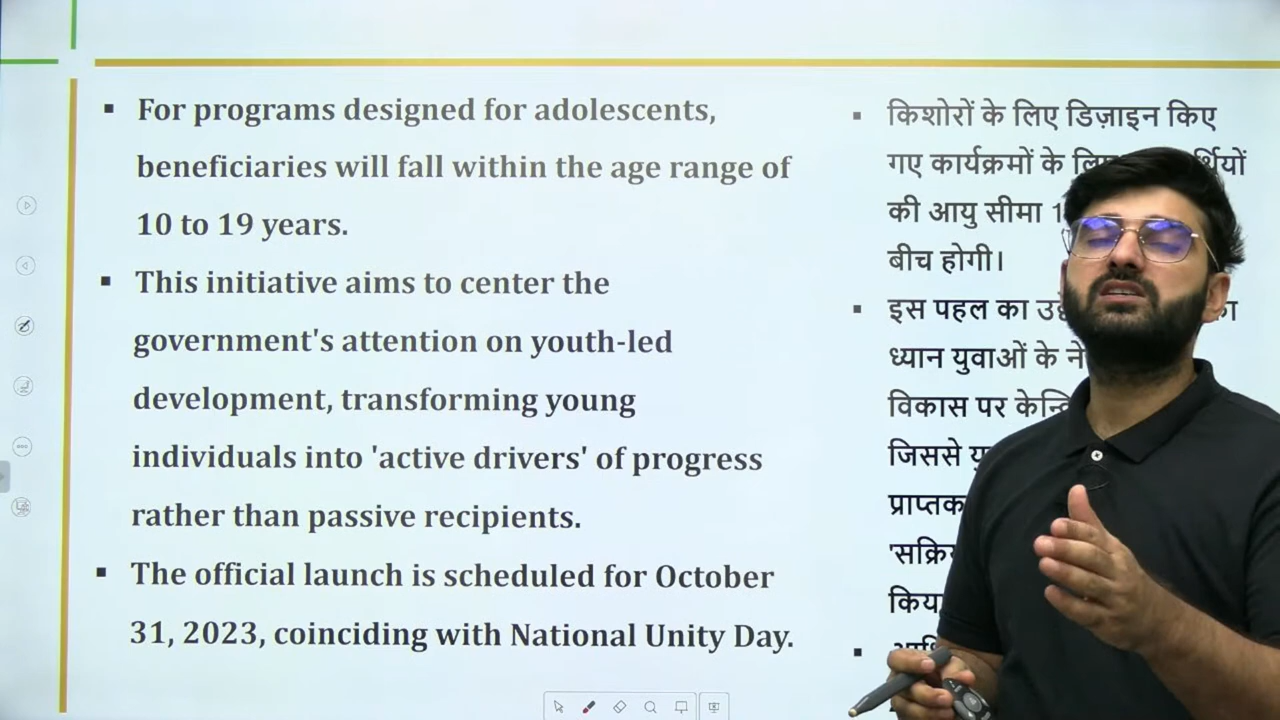 For programs designed for adolescents,
beneficiaries will fall within the age range of
10 to 19 years.
This initiative aims to center the
government's attention on youth-led
development, transforming young
individuals into 'active drivers' of progress
rather than passive recipients.
The official launch is scheduled for October
31, 2023, coinciding with National Unity Day.
किशोरों के लिए डिज़ाइन किए
गए कार्यक्रमों के
की आयु सीमा
बीच होगी।
इस पहल का
ध्यान युवाओं के
विकास पर
जिससे